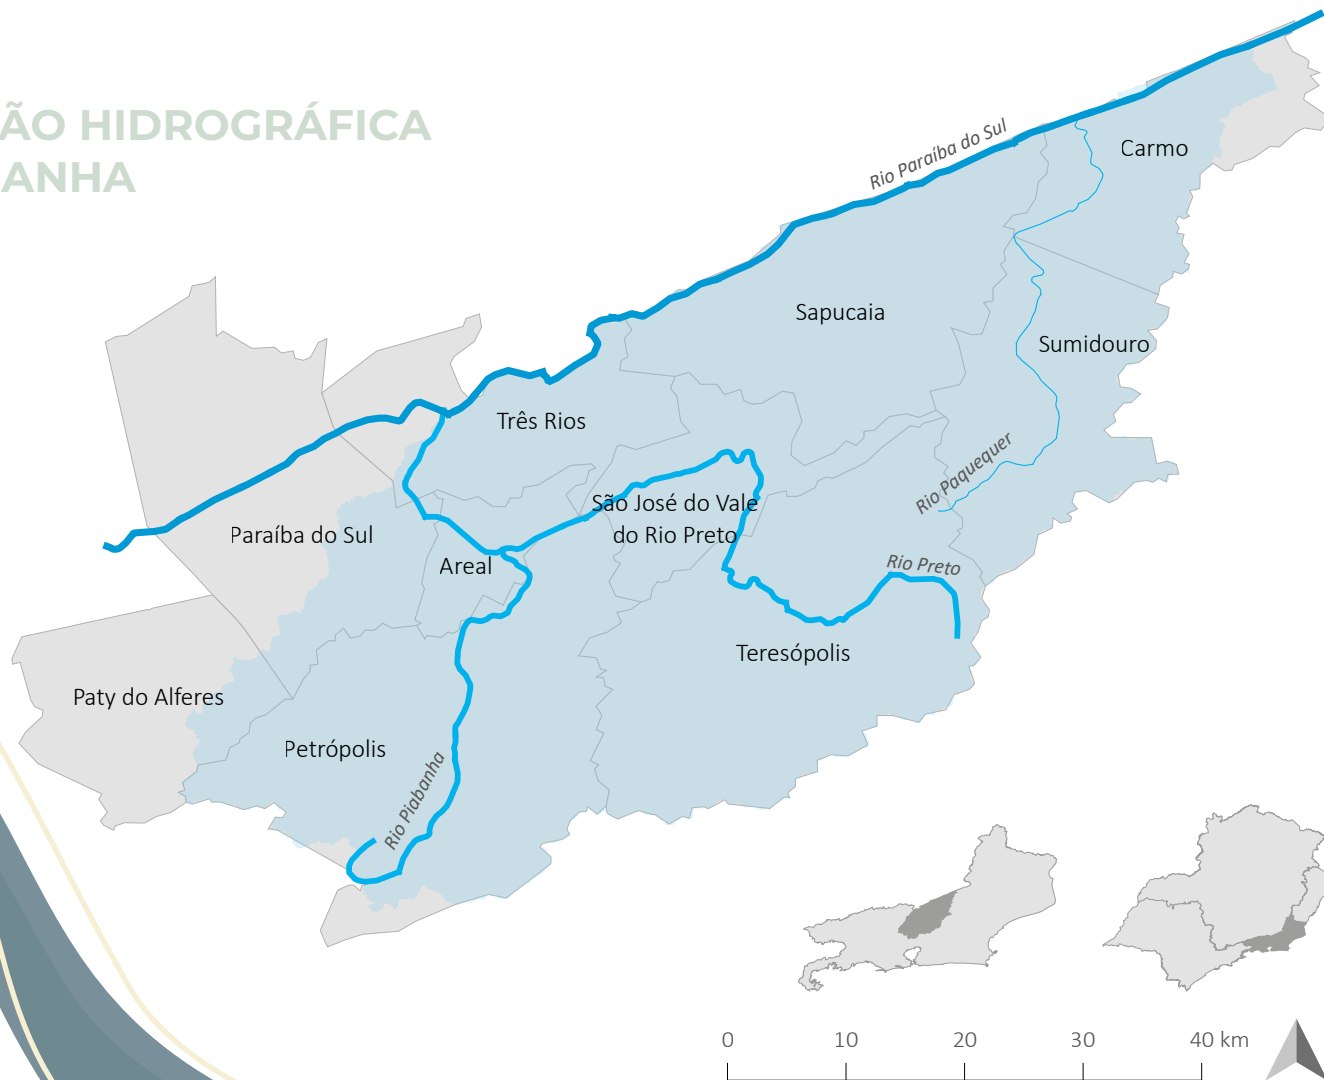 ÃO HIDROGRÁFICA
ANHA
Rio Paraíba do Sul
Carmo
Sapucaia
Sumidouro
Três Rios
Rio Paquequer
São José do Vale
do Rio Preto
Paraíba do Sul
Areal
Rio Preto
Teresópolis
Paty do Alferes
Petrópolis
Rio Piabanha
0 10 20 30 40 km